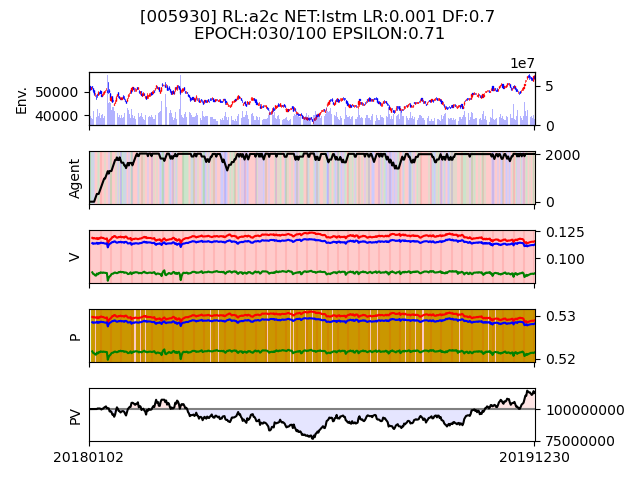 [005930] RL:a2c NET:lstm LR:0.001 DF:0.7
EPOCH:030/100 EPSILON:0.71
1e7
Env.
50000
40000
5
0
Agent
2000
0
V
0.125
0.100
P
0.53
0.52
PV
100000000
75000000
20180102
20191230